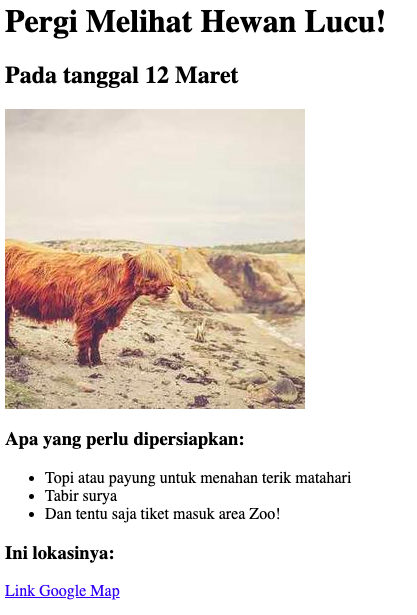 Pergi Melihat Hewan Lucu!
Pada tanggal 12 Maret
Apa yang perlu dipersiapkan:
Topi atau payung untuk menahan terik matahari
Tabir surya
Dan tentu saja tiket masuk area Zoo!
Ini lokasinya:
Link Google Map